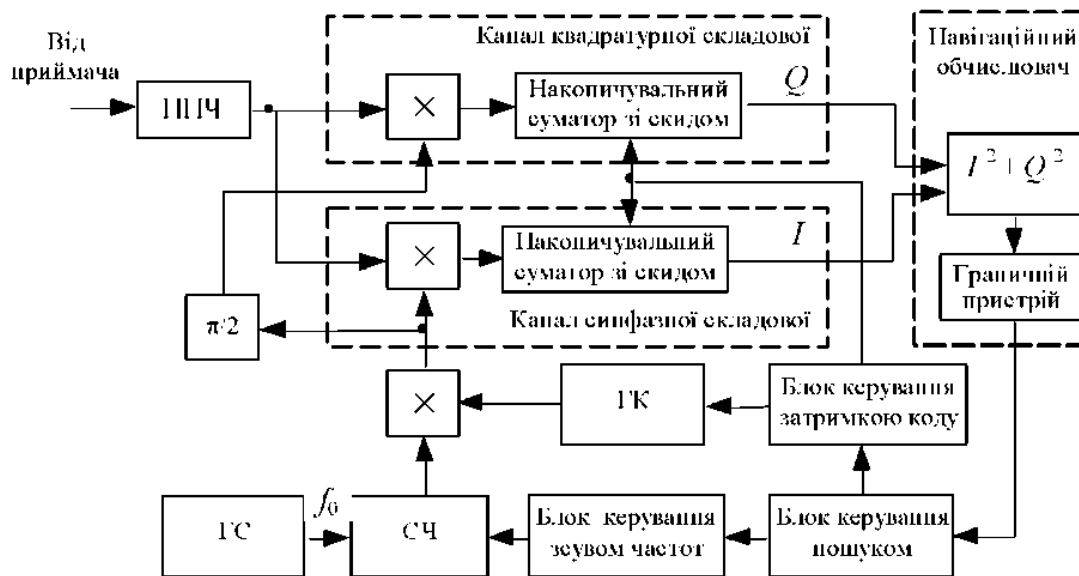 Від
приймача
ППЧ
Канал квадратурної складової
×
Накопичувальний
суматор зі скидом
Q
Навігаційний
обчислювач
I² + Q²
Граничній
пристрій
×
Накопичувальний
суматор зі скидом
I
Канал синфазної складової
π/2
×
ГК
Блок керування
затримкою коду
ГС
f₀
СЧ
Блок керування
зсувом частот
Блок керування
пошуком